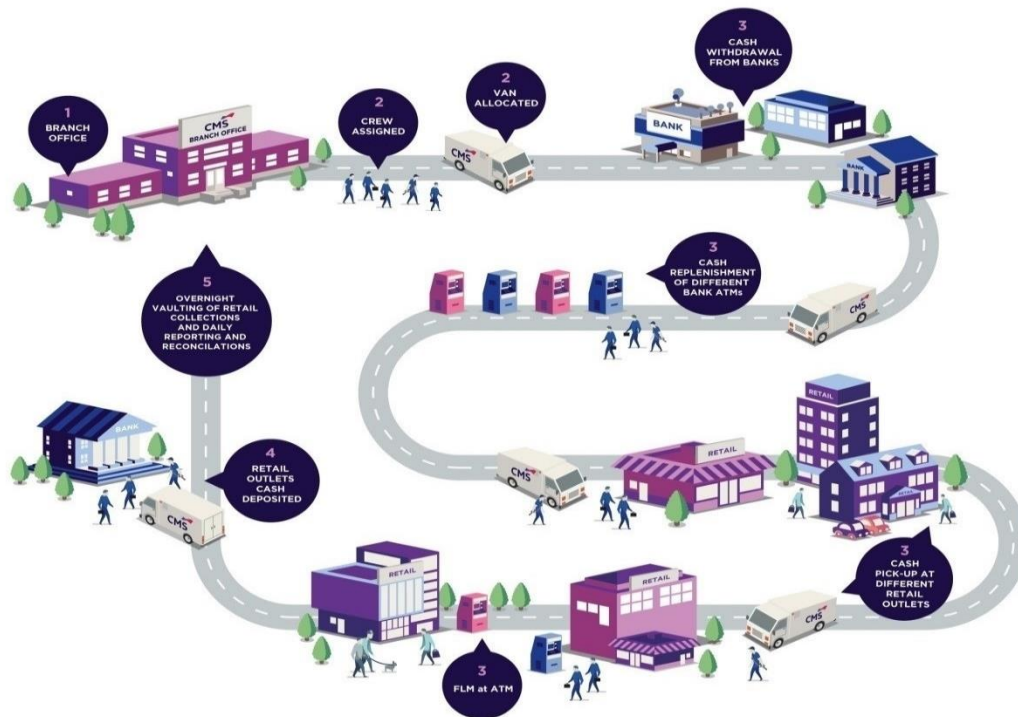 1
BRANCH
OFFICE
CMS
BRANCH OFFICE
2
CREW
ASSIGNED
2
VAN
ALLOCATED
CMS
3
CASH
WITHDRAWAL
FROM BANKS
BANK
BANK
3
CASH
REPLENISHMENT
OF DIFFERENT
BANK ATMs
CMS
5
OVERNIGHT
VAULTING OF RETAIL
COLLECTIONS
AND DAILY
REPORTING AND
RECONCILATIONS
RETAIL
RETAIL
CMS
BANK
4
RETAIL
OUTLETS
CASH
DEPOSITED
CMS
3
CASH
PICK-UP AT
DIFFERENT
RETAIL
OUTLETS
RETAIL
RETAIL
CMS
3
FLM at ATM